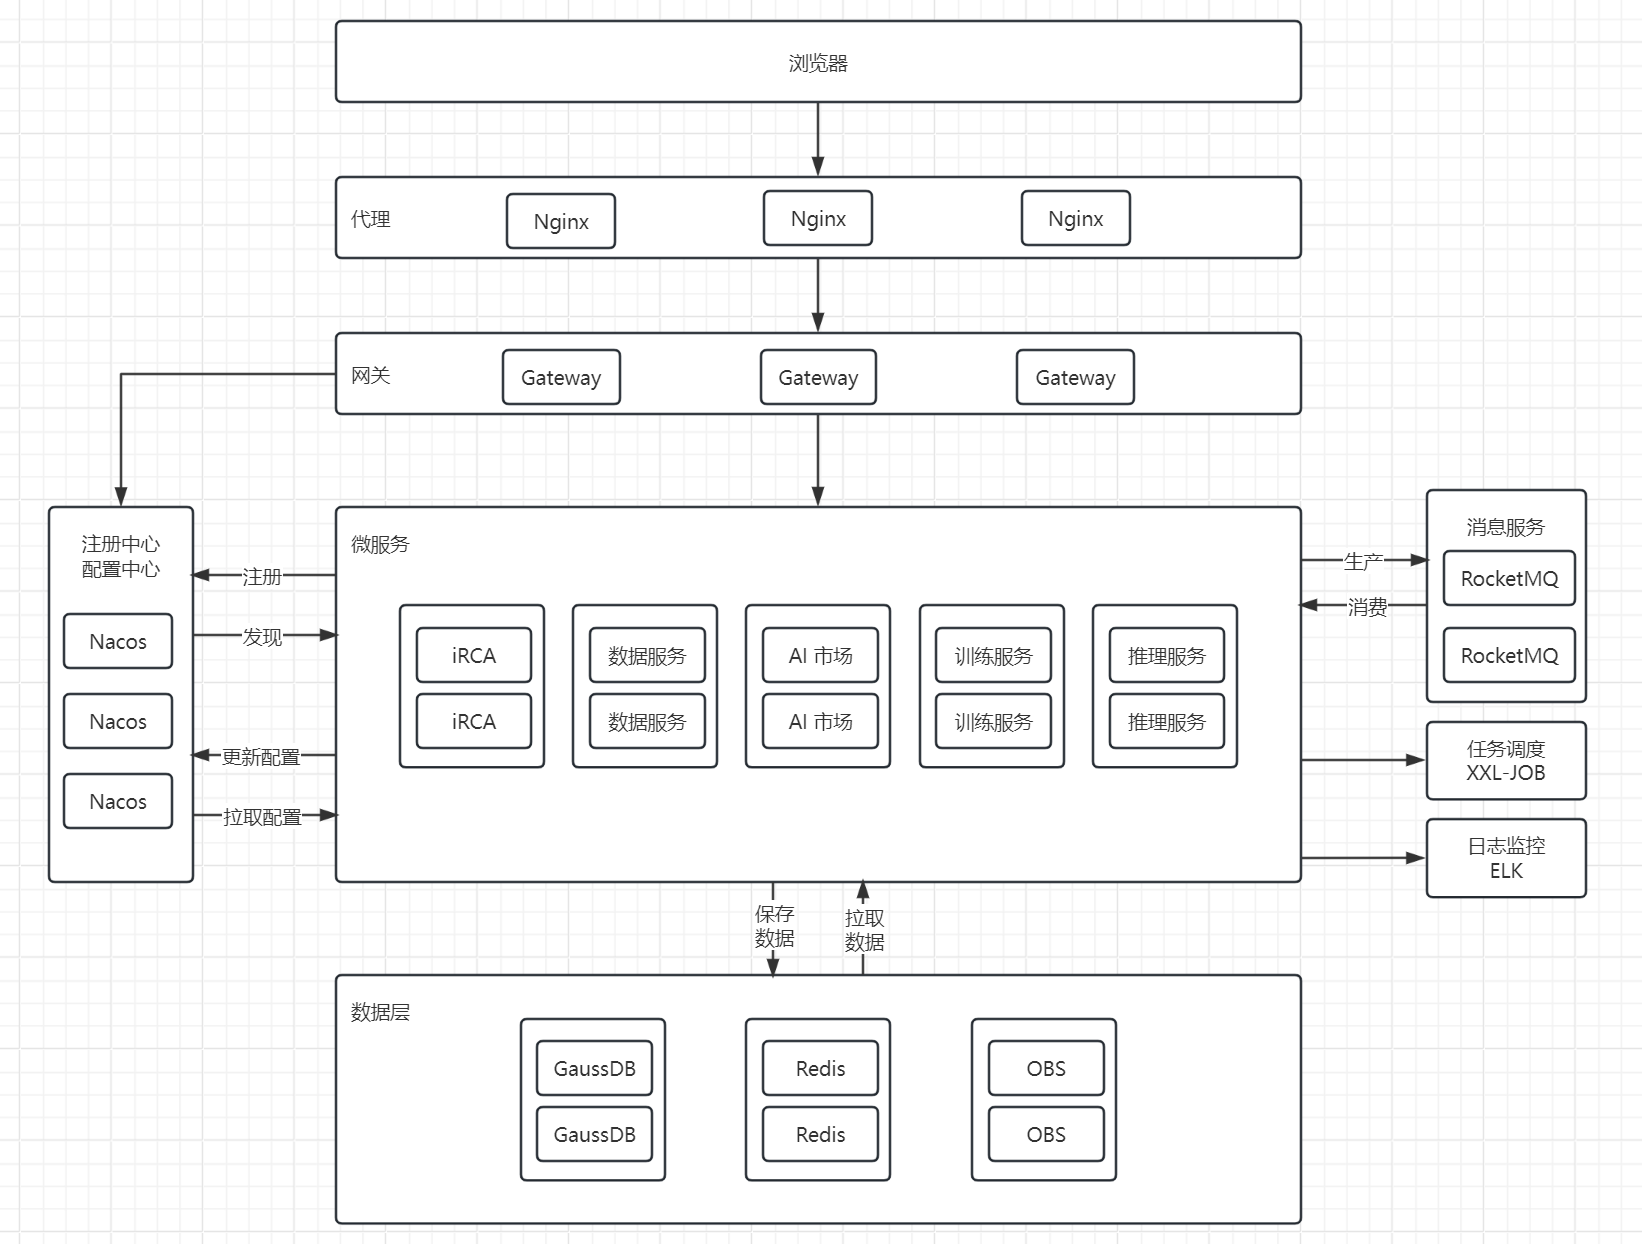 浏览器
代理
Nginx
Nginx
Nginx
网关
Gateway
Gateway
Gateway
注册中心
配置中心
Nacos
Nacos
Nacos
注册
发现
更新配置
拉取配置
微服务
iRCA
iRCA
数据服务
数据服务
AI 市场
AI 市场
训练服务
训练服务
推理服务
推理服务
生产
消费
消息服务
RocketMQ
RocketMQ
任务调度
XXL-JOB
日志监控
ELK
保存
数据
拉取
数据
数据层
GaussDB
GaussDB
Redis
Redis
OBS
OBS